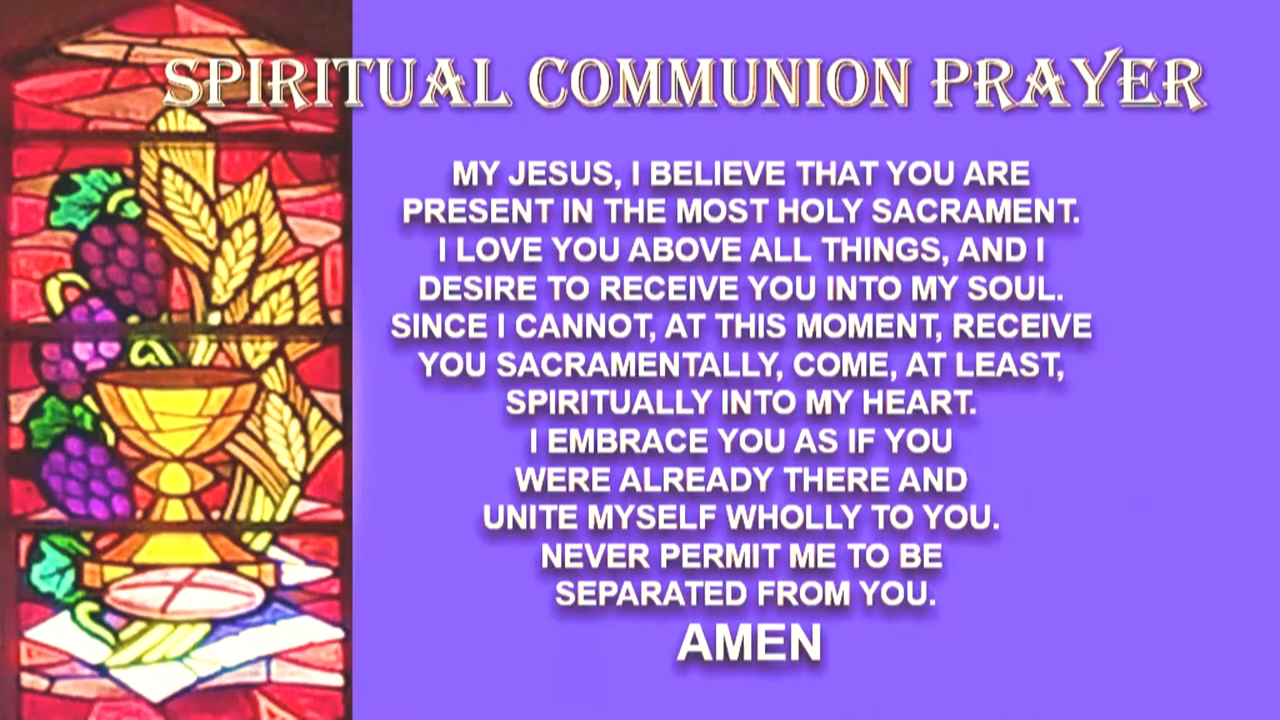 SPIRITUAL COMMUNION PRAYER
MY JESUS, I BELIEVE THAT YOU ARE
PRESENT IN THE MOST HOLY SACRAMENT.
I LOVE YOU ABOVE ALL THINGS, AND I
DESIRE TO RECEIVE YOU INTO MY SOUL.
SINCE I CANNOT, AT THIS MOMENT, RECEIVE
YOU SACRAMENTALLY, COME, AT LEAST,
SPIRITUALLY INTO MY HEART.
I EMBRACE YOU AS IF YOU
WERE ALREADY THERE AND
UNITE MYSELF WHOLLY TO YOU.
NEVER PERMIT ME TO BE
SEPARATED FROM YOU.
AMEN